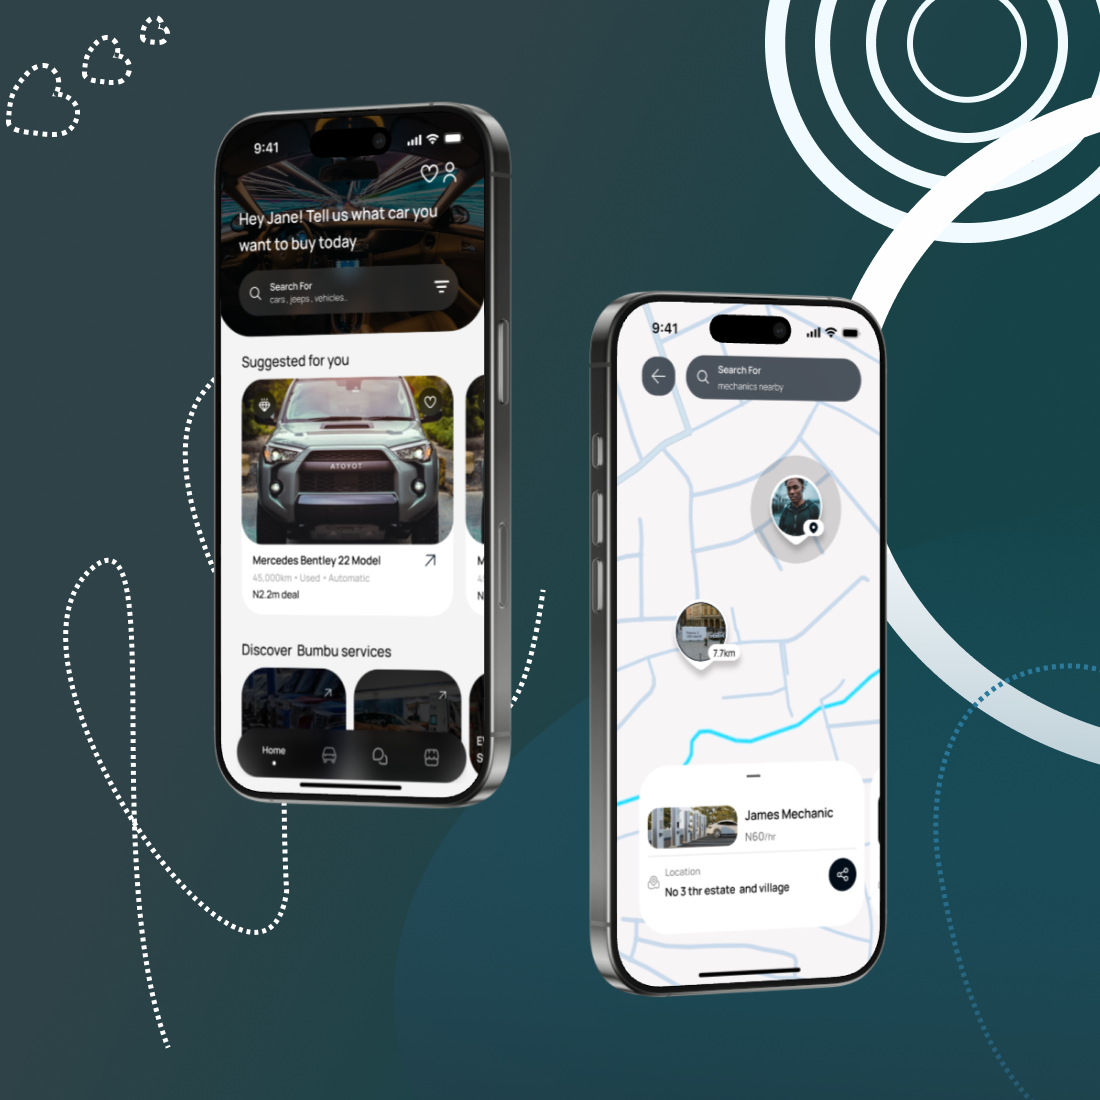 9:41
Hey Jane! Tell us what car you
want to buy today
Search For
cars , jeeps , vehicles..
Suggested for you
ATOYOT
Mercedes Bentley 22 Model
45,000km • Used • Automatic
N2.2m deal
Discover Bumbu services
Home
9:41
Search For
mechanics nearby
7.7km
James Mechanic
N60/hr
Location
No 3 thr estate and village